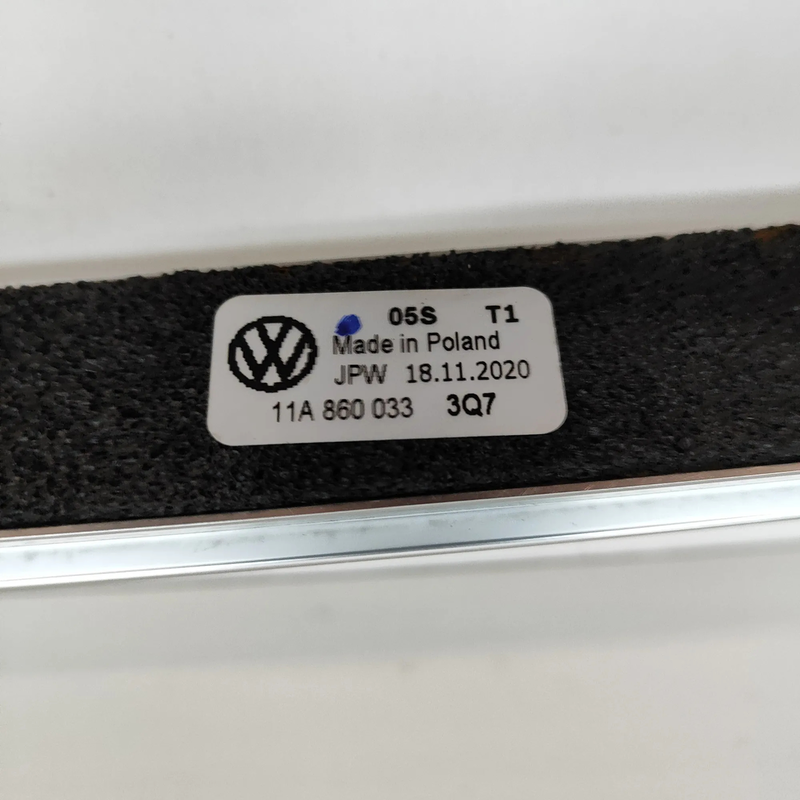 05S T1
Made in Poland
JPW 18.11.2020
11A 860 033 3Q7